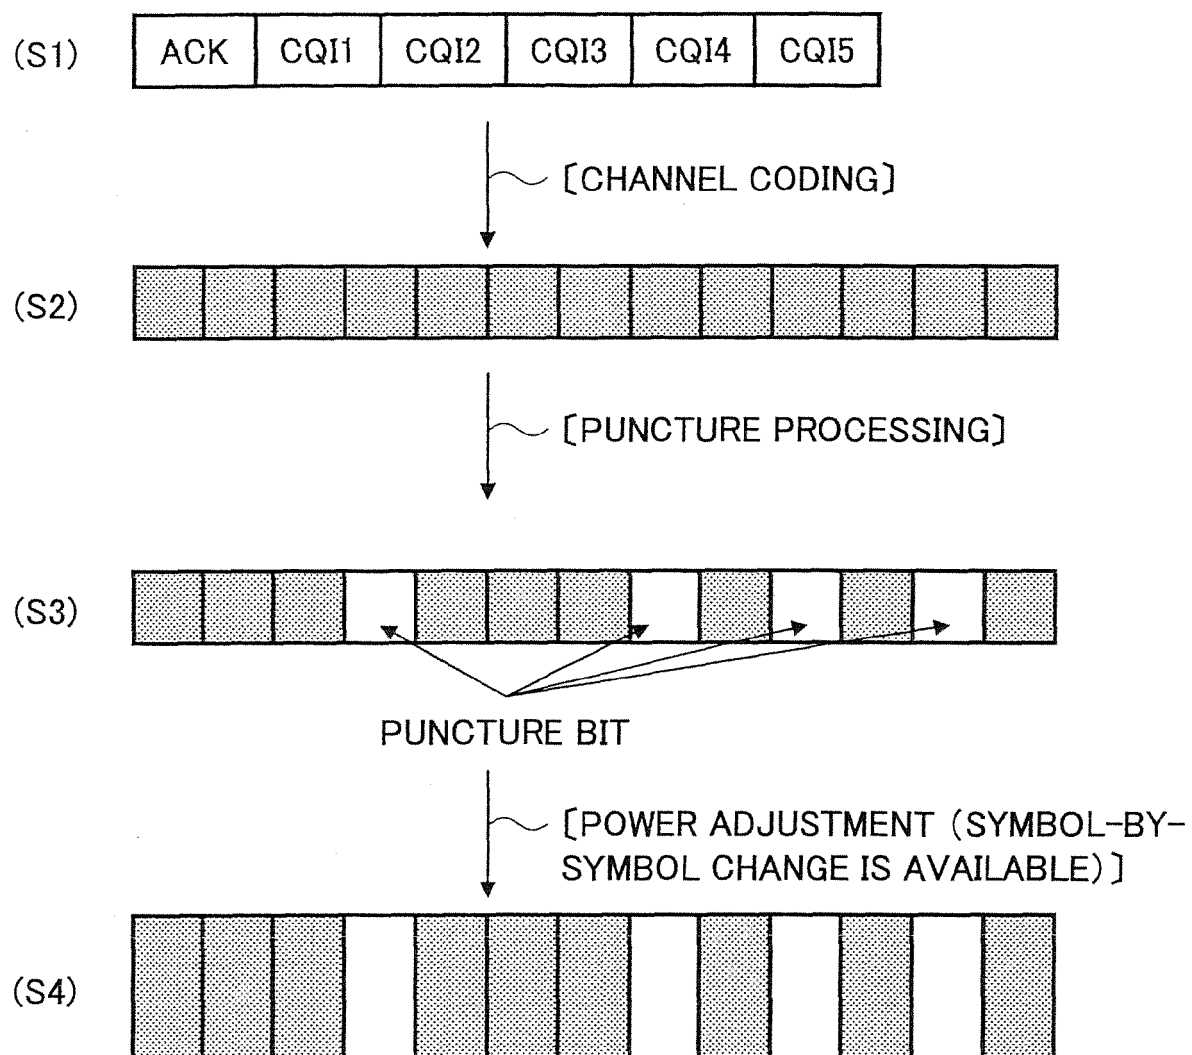 (S1) ACK CQI1 CQI2 CQI3 CQI4 CQI5
[CHANNEL CODING]
(S2)
[PUNCTURE PROCESSING]
(S3)
PUNCTURE BIT
[POWER ADJUSTMENT (SYMBOL-BY-
SYMBOL CHANGE IS AVAILABLE)]
(S4)